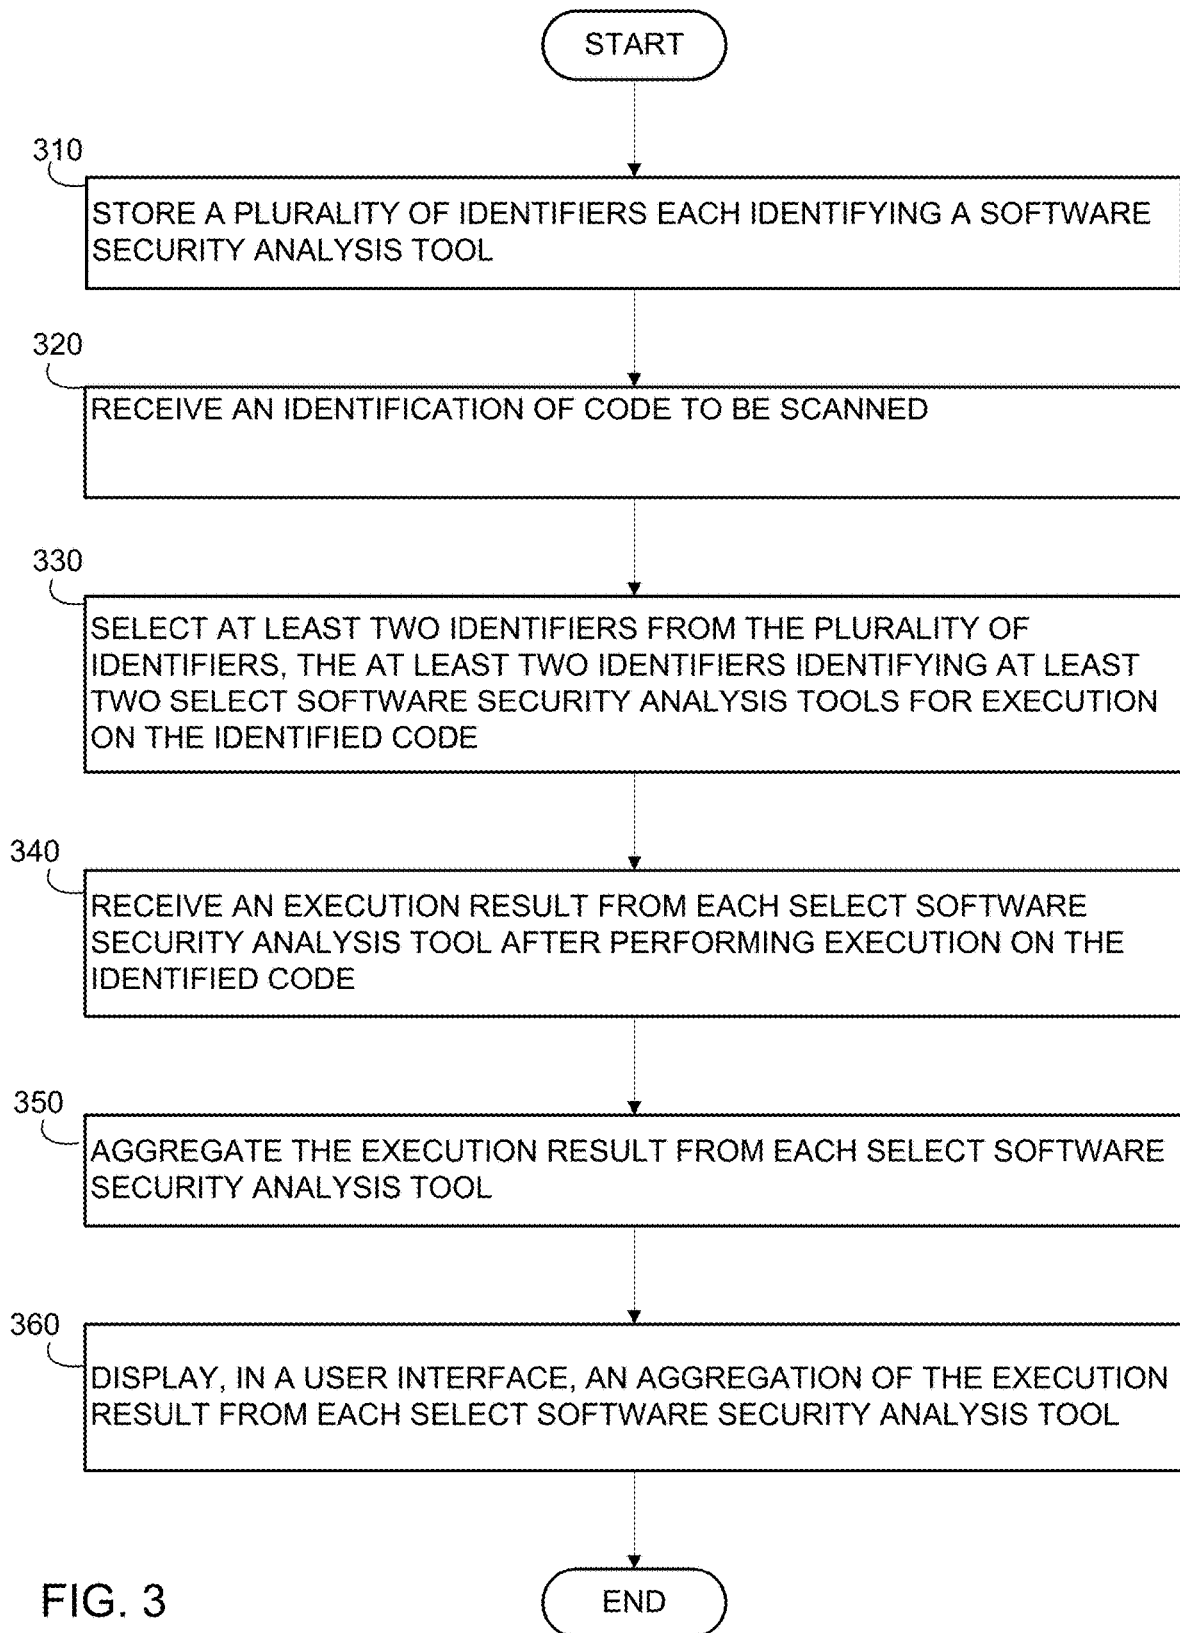 START
310
STORE A PLURALITY OF IDENTIFIERS EACH IDENTIFYING A SOFTWARE
SECURITY ANALYSIS TOOL
320
RECEIVE AN IDENTIFICATION OF CODE TO BE SCANNED
330
SELECT AT LEAST TWO IDENTIFIERS FROM THE PLURALITY OF
IDENTIFIERS, THE AT LEAST TWO IDENTIFIERS IDENTIFYING AT LEAST
TWO SELECT SOFTWARE SECURITY ANALYSIS TOOLS FOR EXECUTION
ON THE IDENTIFIED CODE
340
RECEIVE AN EXECUTION RESULT FROM EACH SELECT SOFTWARE
SECURITY ANALYSIS TOOL AFTER PERFORMING EXECUTION ON THE
IDENTIFIED CODE
350
AGGREGATE THE EXECUTION RESULT FROM EACH SELECT SOFTWARE
SECURITY ANALYSIS TOOL
360
DISPLAY, IN A USER INTERFACE, AN AGGREGATION OF THE EXECUTION
RESULT FROM EACH SELECT SOFTWARE SECURITY ANALYSIS TOOL
END
FIG. 3